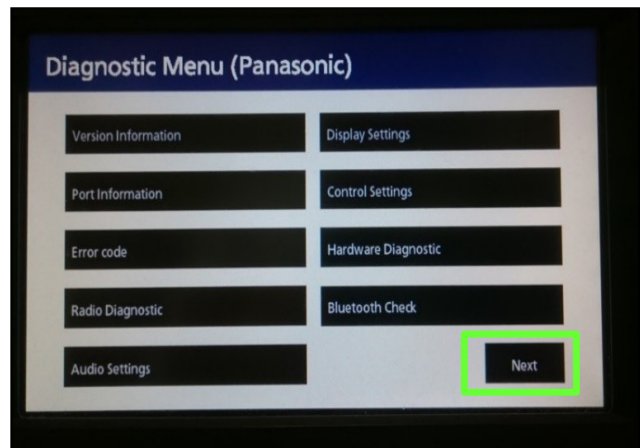 Diagnostic Menu (Panasonic)
Version Information
Display Settings
Port Information
Control Settings
Error code
Hardware Diagnostic
Radio Diagnostic
Bluetooth Check
Audio Settings
Next